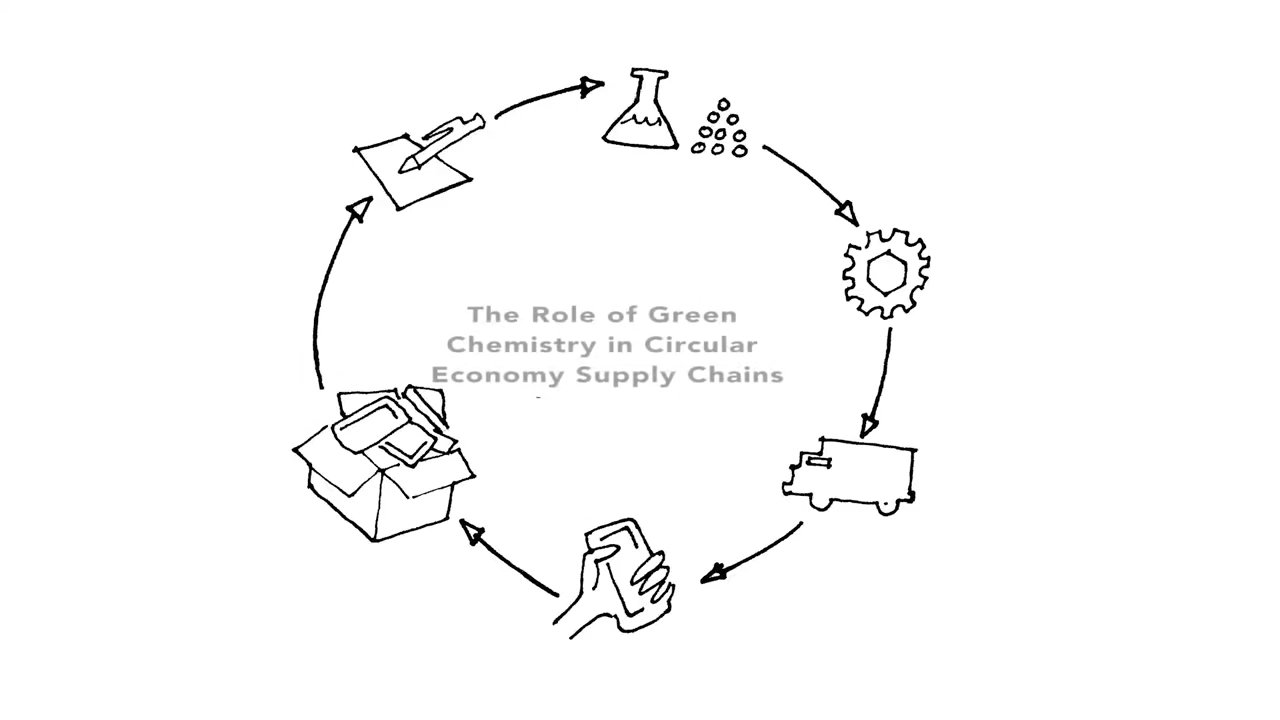 The Role of Green
Chemistry in Circular
Economy Supply Chains